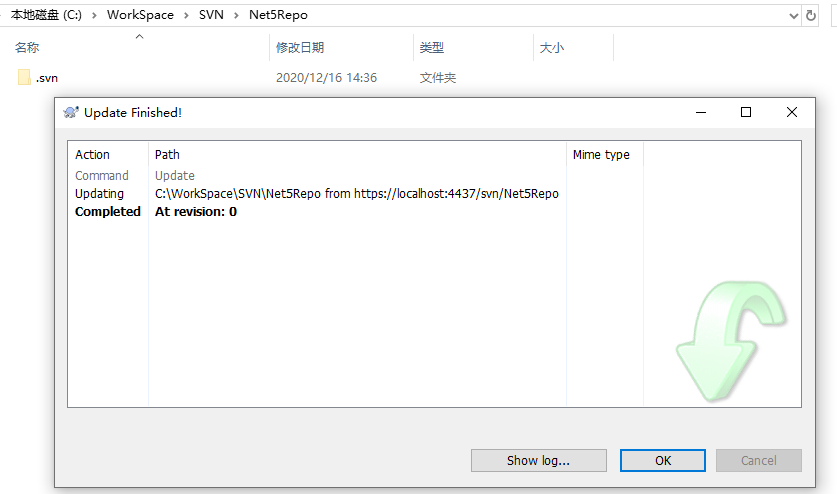 本地磁盘 (C:) > WorkSpace > SVN > Net5Repo
名称 修改日期 类型 大小
.svn 2020/12/16 14:36 文件夹
Update Finished!
Action Path Mime type
Command Update
Updating C:\WorkSpace\SVN\Net5Repo from https://localhost:4437/svn/Net5Repo
Completed At revision: 0
Show log... OK Cancel